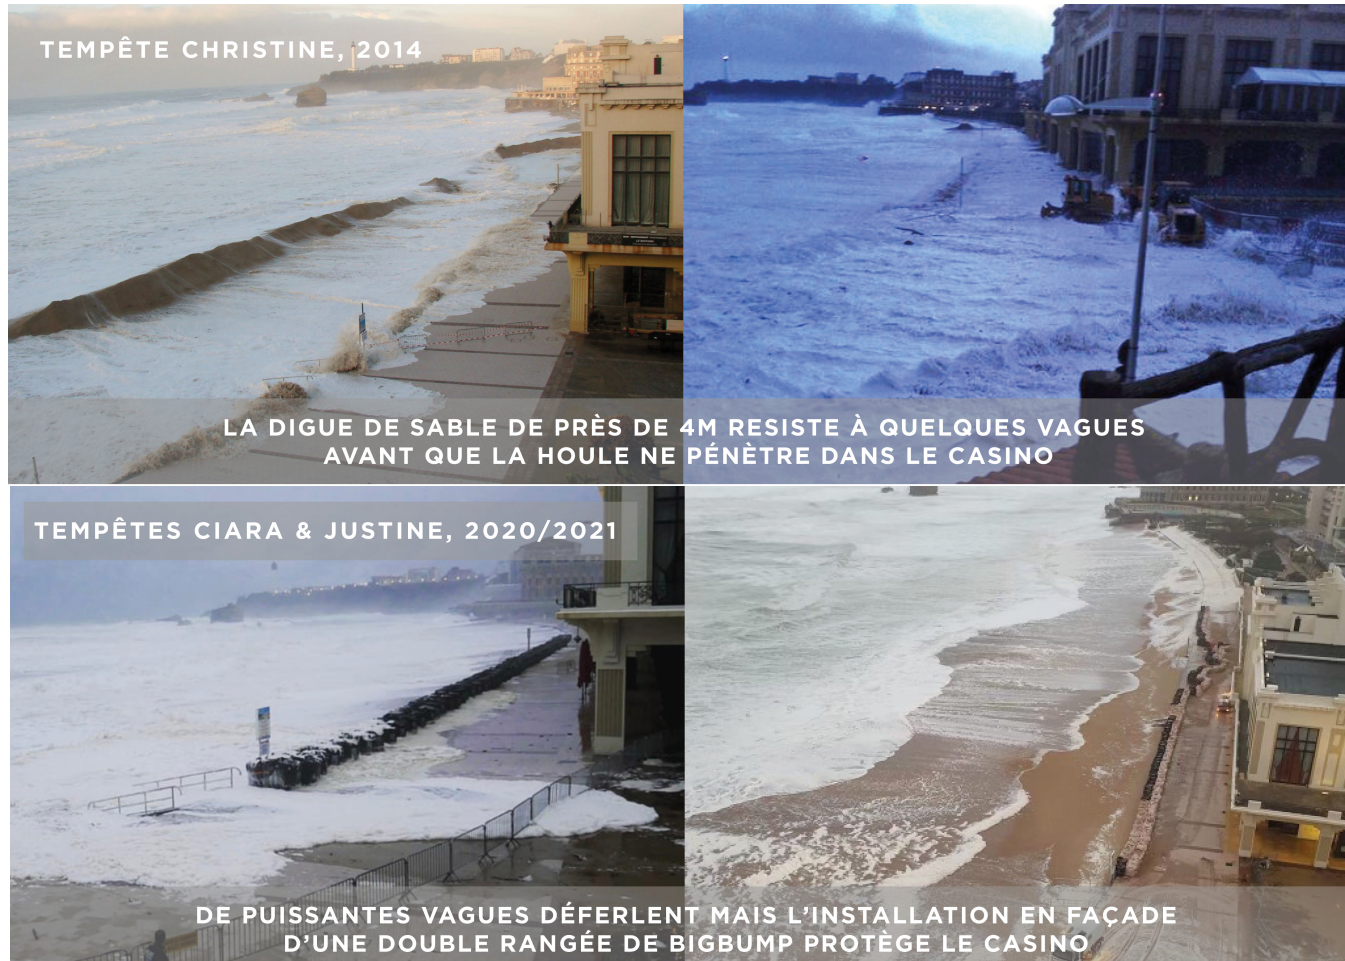 TEMPÊTE CHRISTINE, 2014
LA DIGUE DE SABLE DE PRÈS DE 4M RESISTE À QUELQUES VAGUES
AVANT QUE LA HOULE NE PÉNÈTRE DANS LE CASINO
TEMPÊTES CIARA & JUSTINE, 2020/2021
DE PUISSANTES VAGUES DÉFERLENT MAIS L'INSTALLATION EN FAÇADE
D'UNE DOUBLE RANGÉE DE BIGBUMP PROTÈGE LE CASINO